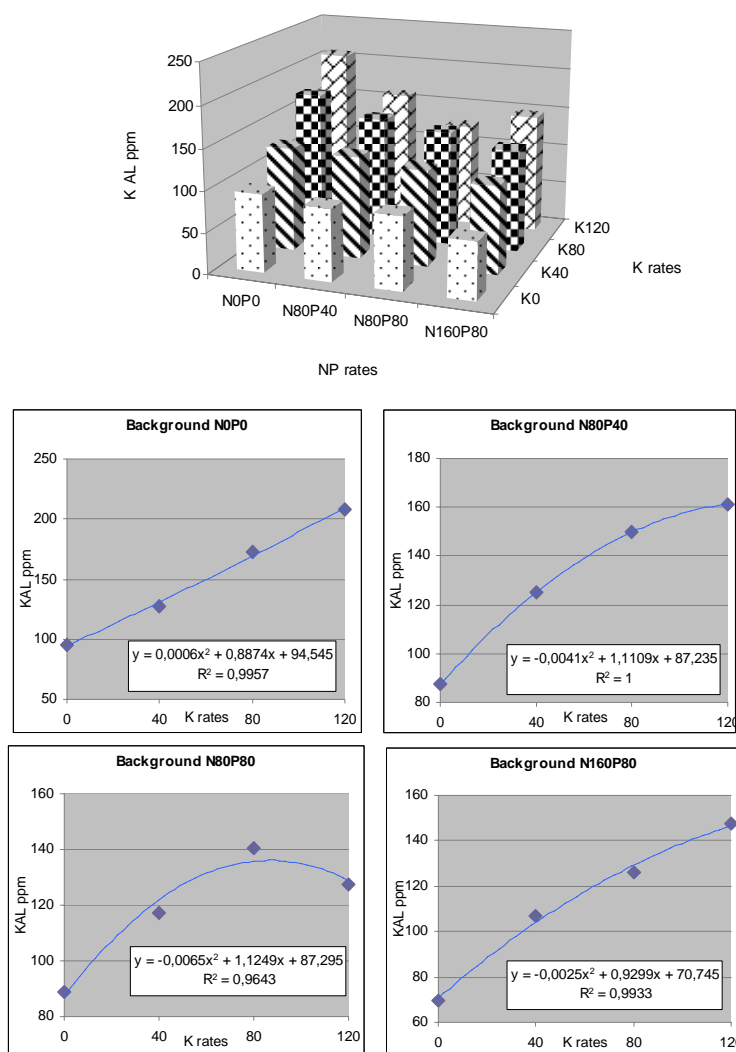 250
200
150
100
50
0
K AL ppm
N0P0
N80P40
N80P80
N160P80
K0
K40
K80
K120
K rates
NP rates
Background N0P0
250
200
150
100
50
KAL ppm
y = 0,0006x² + 0,8874x + 94,545
R² = 0,9957
0 40 80 120
K rates
Background N80P40
180
160
140
120
100
80
KAL ppm
y = -0,0041x² + 1,1109x + 87,235
R² = 1
0 40 80 120
K rates
Background N80P80
160
140
120
100
80
KAL ppm
y = -0,0065x² + 1,1249x + 87,295
R² = 0,9643
0 40 80 120
K rates
Background N160P80
160
140
120
100
80
60
KAL ppm
y = -0,0025x² + 0,9299x + 70,745
R² = 0,9933
0 40 80 120
K rates